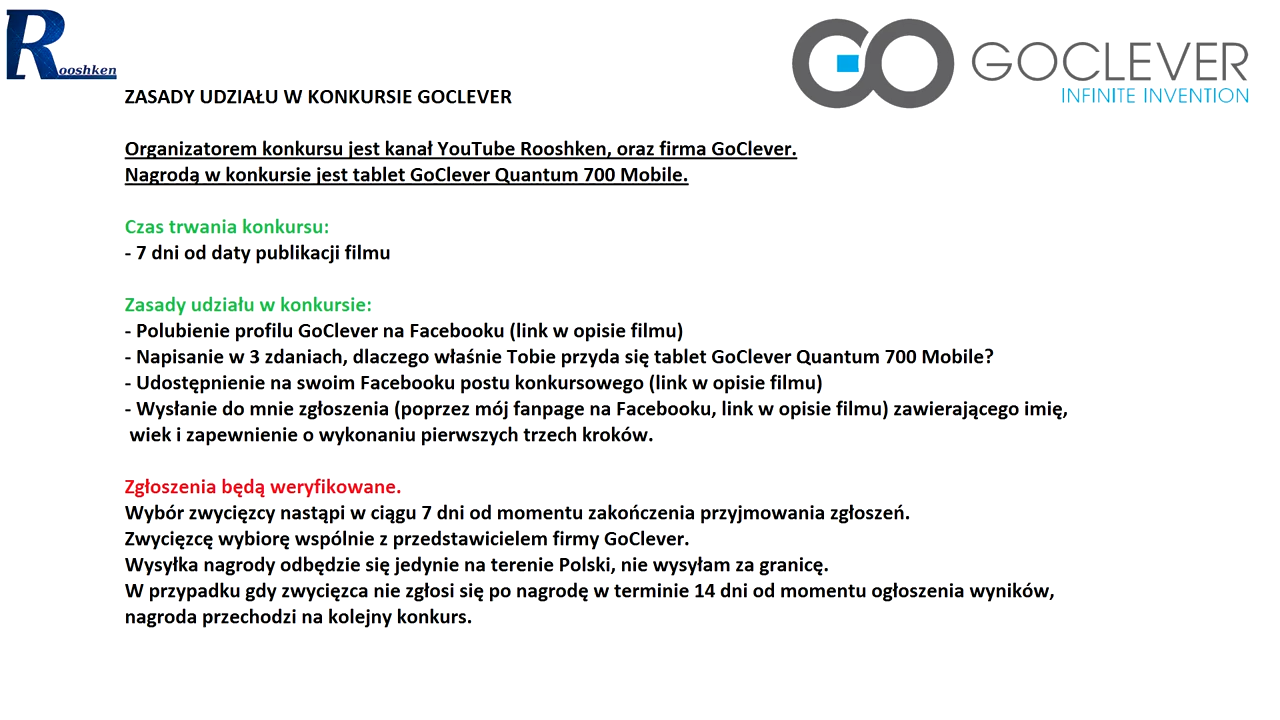 Rooshken
GOCLEVER
INFINITE INVENTION
ZASADY UDZIAŁU W KONKURSIE GOCLEVER
Organizatorem konkursu jest kanał YouTube Rooshken, oraz firma GoClever.
Nagrodą w konkursie jest tablet GoClever Quantum 700 Mobile.
Czas trwania konkursu:
- 7 dni od daty publikacji filmu
Zasady udziału w konkursie:
- Polubienie profilu GoClever na Facebooku (link w opisie filmu)
- Napisanie w 3 zdaniach, dlaczego właśnie Tobie przyda się tablet GoClever Quantum 700 Mobile?
- Udostępnienie na swoim Facebooku postu konkursowego (link w opisie filmu)
- Wysłanie do mnie zgłoszenia (poprzez mój fanpage na Facebooku, link w opisie filmu) zawierającego imię,
wiek i zapewnienie o wykonaniu pierwszych trzech kroków.
Zgłoszenia będą weryfikowane.
Wybór zwycięzcy nastąpi w ciągu 7 dni od momentu zakończenia przyjmowania zgłoszeń.
Zwycięzcę wybiorę wspólnie z przedstawicielem firmy GoClever.
Wysyłka nagrody odbędzie się jedynie na terenie Polski, nie wysyłam za granicę.
W przypadku gdy zwycięzca nie zgłosi się po nagrodę w terminie 14 dni od momentu ogłoszenia wyników,
nagroda przechodzi na kolejny konkurs.